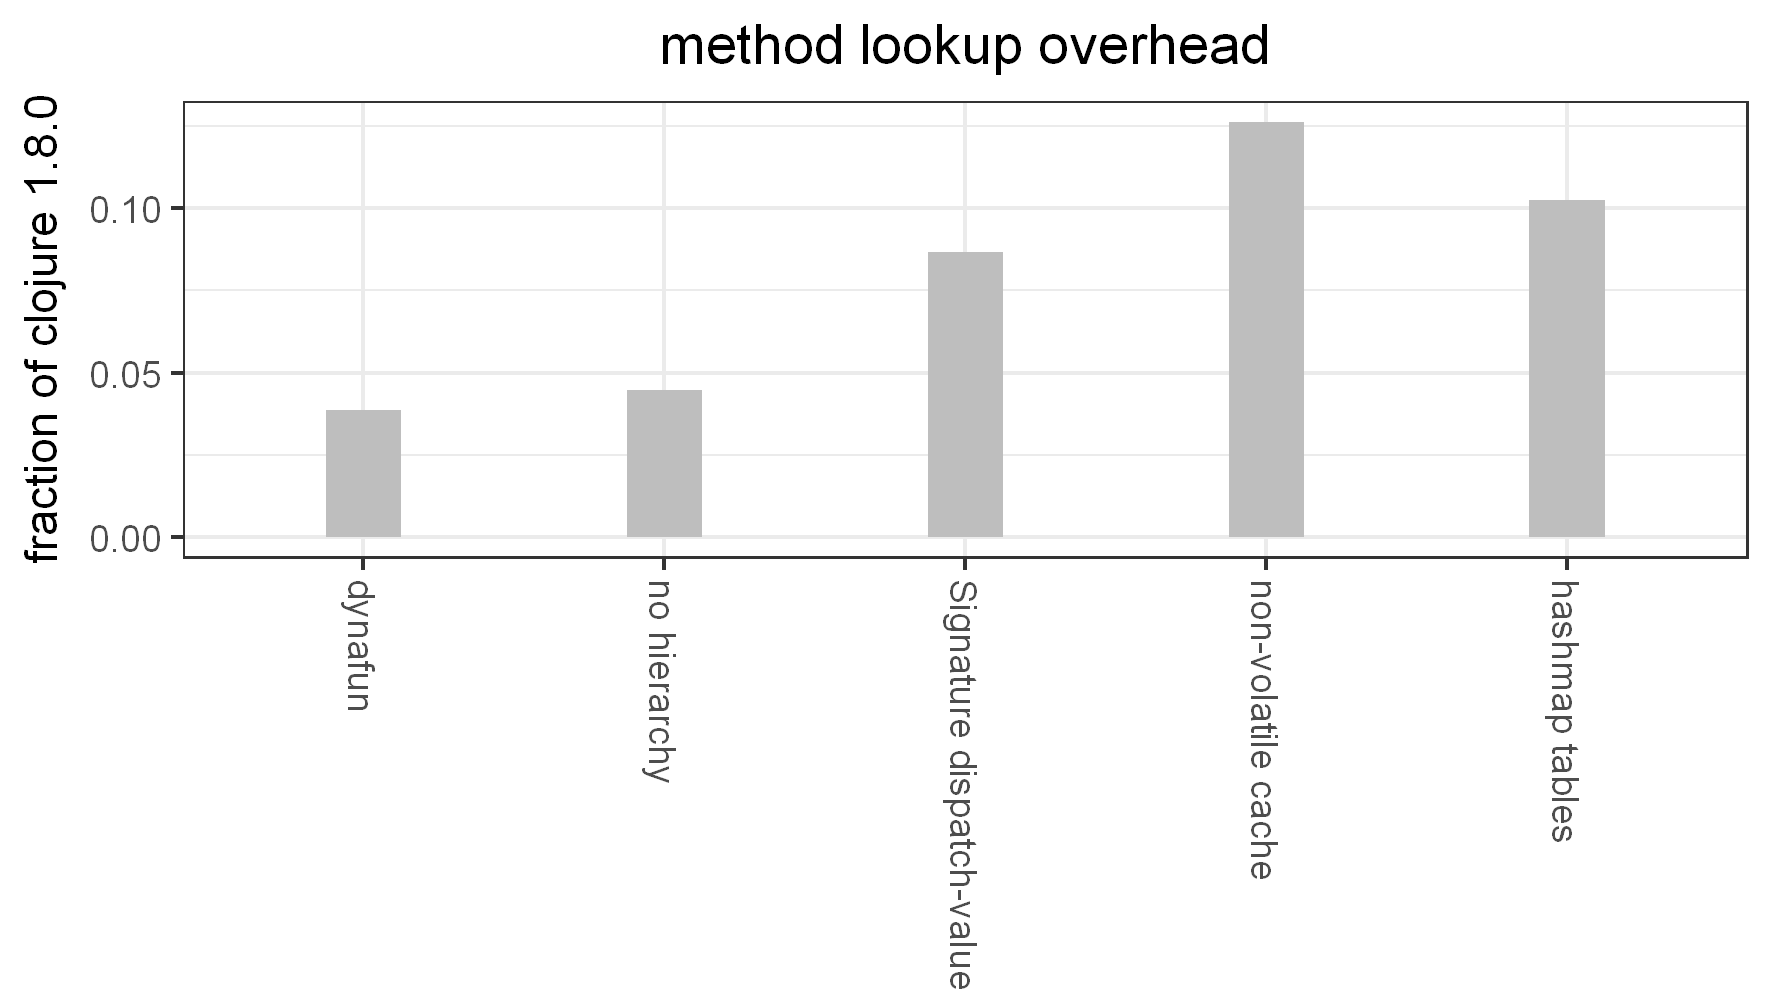 method lookup overhead
fraction of clojure 1.8.0
0.10
0.05
0.00
dynafun
no hierarchy
Signature dispatch-value
non-volatile cache
hashmap tables